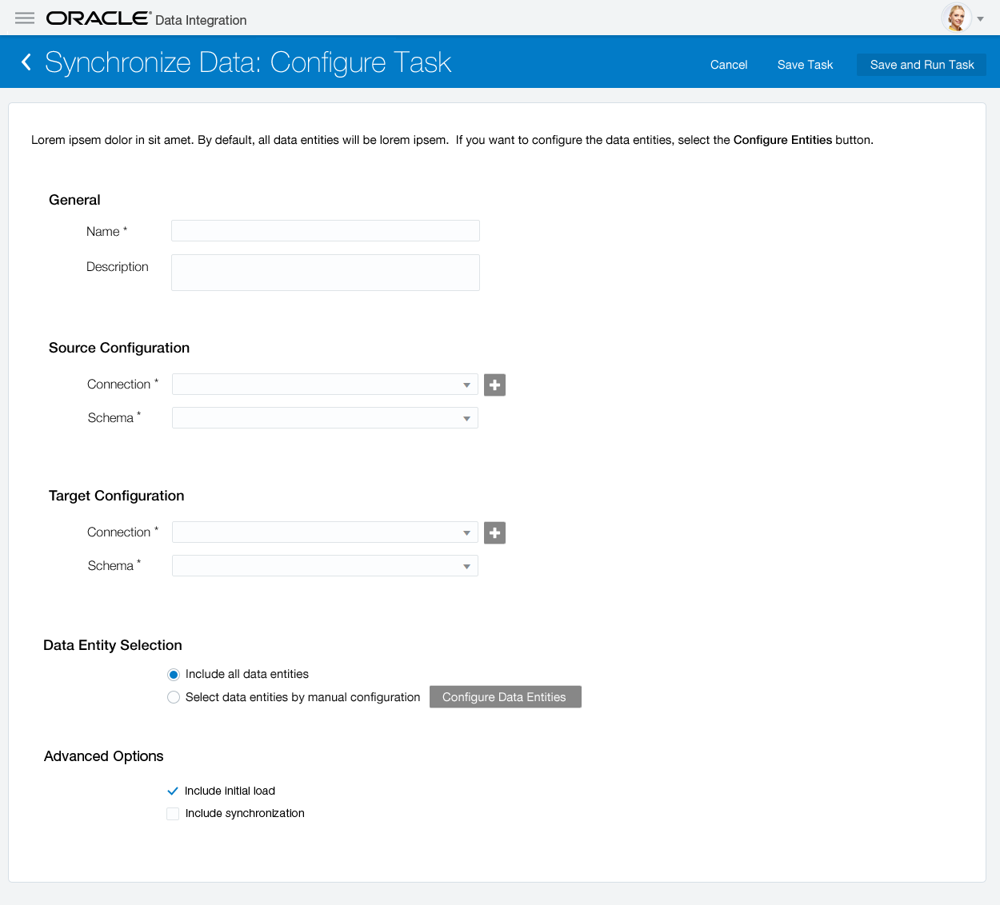 ORACLE® Data Integration
Synchronize Data: Configure Task
Cancel Save Task Save and Run Task
Lorem ipsem dolor in sit amet. By default, all data entities will be lorem ipsem.  If you want to configure the data entities, select the Configure Entities button.
General
Name *
Description
Source Configuration
Connection *
Schema *
Target Configuration
Connection *
Schema *
Data Entity Selection
Include all data entities
Select data entities by manual configuration Configure Data Entities
Advanced Options
Include initial load
Include synchronization